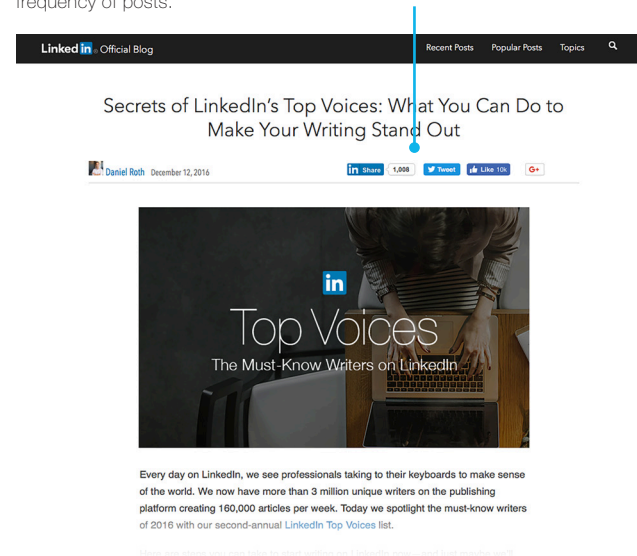 frequency of posts.
Linked in Official Blog
Recent Posts Popular Posts Topics
Secrets of LinkedIn's Top Voices: What You Can Do to
Make Your Writing Stand Out
Daniel Roth December 12, 2016
in Share 1,008 Tweet Like 10k G+
in
Top Voices
The Must-Know Writers on LinkedIn
Every day on LinkedIn, we see professionals taking to their keyboards to make sense
of the world. We now have more than 3 million unique writers on the publishing
platform creating 160,000 articles per week. Today we spotlight the must-know writers
of 2016 with our second-annual LinkedIn Top Voices list.